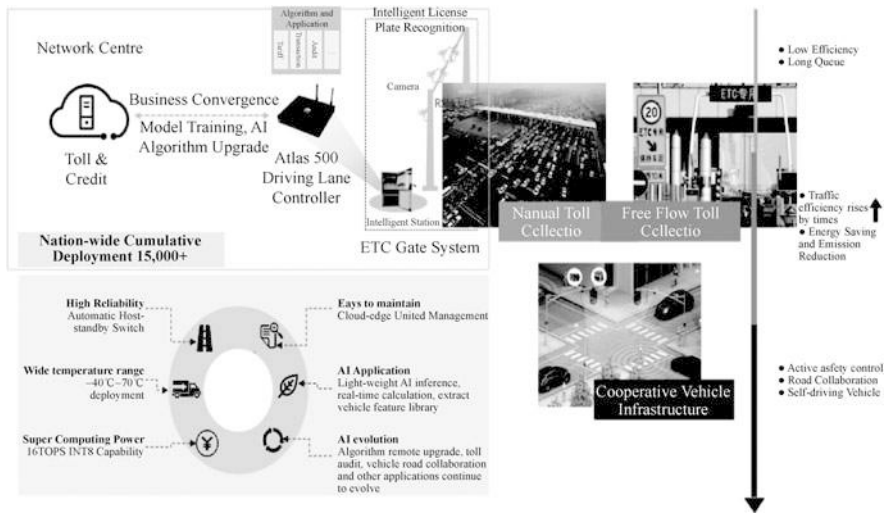 Algorithm and
Application
Tariff
Transaction
Audit
...
Intelligent License
Plate Recognition
Network Centre
Camera
Business Convergence
Model Training, AI
Algorithm Upgrade
Toll &
Credit
Atlas 500
Driving Lane
Controller
Intelligent Station
ETC Gate System
Nation-wide Cumulative
Deployment 15,000+
Nanual Toll
Ccllectio
Free Flow Toll
Ccllectio
20
Low Efficiency
Long Queue
Traffic
efficiency rises
by times
Energy Saving
and Emission
Reduction
High Reliability
Automatic Host-
standby Switch
Eays to maintain
Cloud-edge United Management
Wide temperature range
–40℃–70℃
deployment
AI Application
Light-weight AI inference,
real-time calculation, extract
vehicle feature library
Super Computing Power
16TOPS INT8 Capability
¥
AI evolution
Algorithm remote upgrade, toll
audit, vehicle road collaboration
and other applications continue
to evolve
Cooperative Vehicle
Infrastructure
Active asfety control
Road Collaboration
Self-driving Vehicle